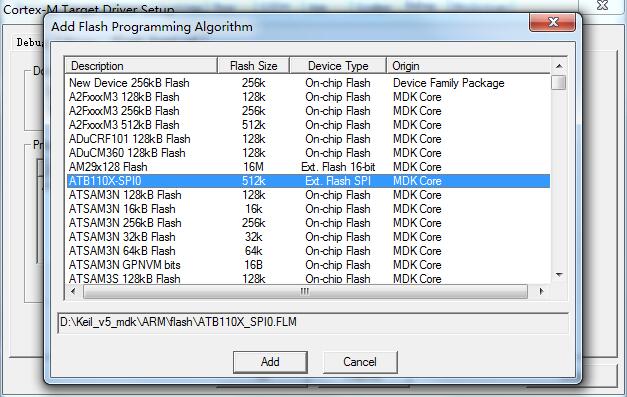 Cortex-M Target Driver Setup
Add Flash Programming Algorithm
Debu
Do
Pr
Description Flash Size Device Type Origin
New Device 256kB Flash 256k On-chip Flash Device Family Package
A2FxxxM3 128kB Flash 128k On-chip Flash MDK Core
A2FxxxM3 256kB Flash 256k On-chip Flash MDK Core
A2FxxxM3 512kB Flash 512k On-chip Flash MDK Core
ADuCRF101 128kB Flash 128k On-chip Flash MDK Core
ADuCM360 128kB Flash 128k On-chip Flash MDK Core
AM29x128 Flash 16M Ext. Flash 16-bit MDK Core
ATB110X-SPI0 512k Ext. Flash SPI MDK Core
ATSAM3N 128kB Flash 128k On-chip Flash MDK Core
ATSAM3N 16kB Flash 16k On-chip Flash MDK Core
ATSAM3N 256kB Flash 256k On-chip Flash MDK Core
ATSAM3N 32kB Flash 32k On-chip Flash MDK Core
ATSAM3N 64kB Flash 64k On-chip Flash MDK Core
ATSAM3N GPNVM bits 16B On-chip Flash MDK Core
ATSAM3S 128kB Flash 128k On-chip Flash MDK Core
D:\Keil_v5_mdk\ARM\flash\ATB110X_SPI0.FLM
Add Cancel